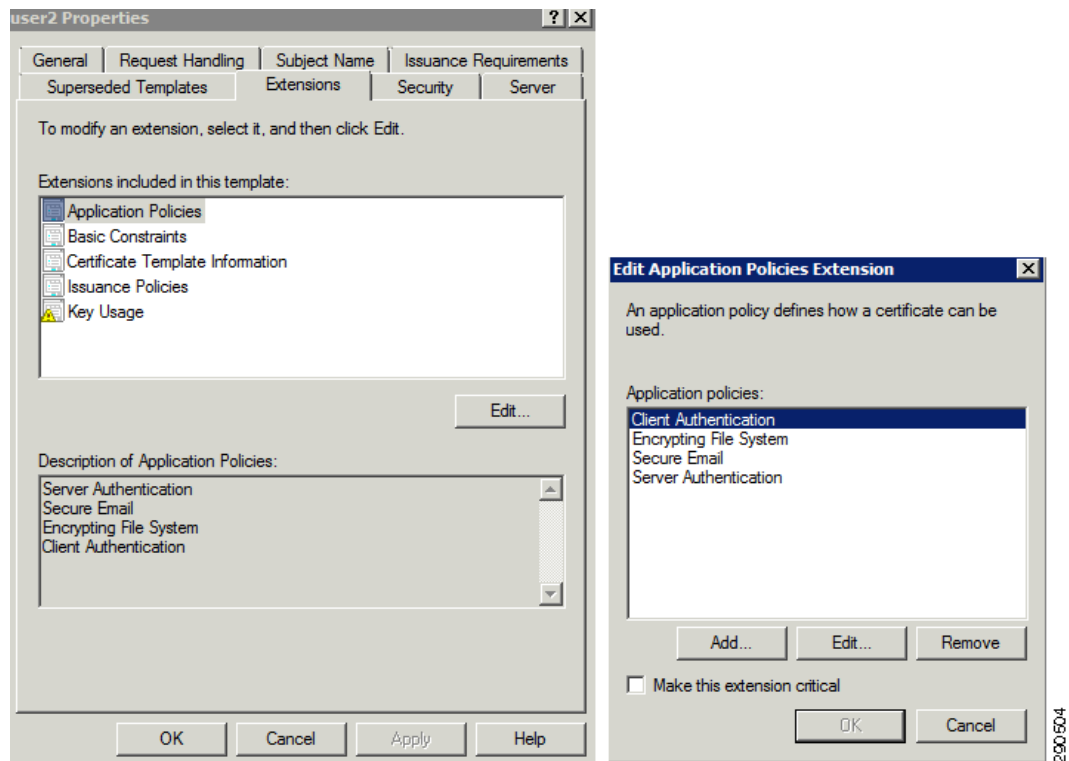 user2 Properties
General
Request Handling
Subject Name
Issuance Requirements
Superseded Templates
Extensions
Security
Server
To modify an extension, select it, and then click Edit.
Extensions included in this template:
Application Policies
Basic Constraints
Certificate Template Information
Issuance Policies
Key Usage
Edit...
Description of Application Policies:
Server Authentication
Secure Email
Encrypting File System
Client Authentication
OK
Cancel
Apply
Help
Edit Application Policies Extension
An application policy defines how a certificate can be
used.
Application policies:
Client Authentication
Encrypting File System
Secure Email
Server Authentication
Add...
Edit...
Remove
Make this extension critical
OK
Cancel
290504